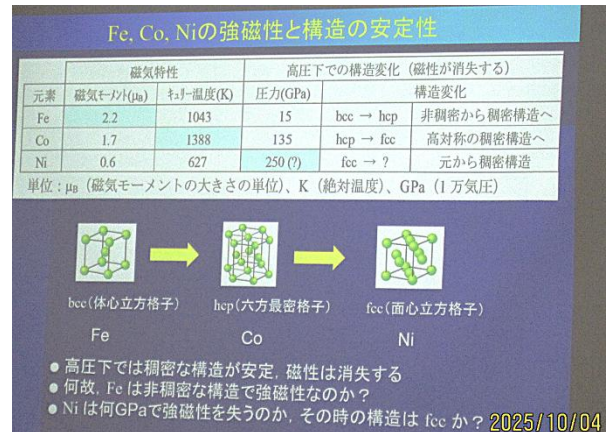 Fe, Co, Niの強磁性と構造の安定性
磁気特性 高圧下での構造変化（磁性が消失する）
元素 磁気モーメント(μB) キュリー温度(K) 圧力(GPa) 構造変化
Fe 2.2 1043 15 bcc → hcp 非稠密から稠密構造へ
Co 1.7 1388 135 hcp → fcc 高対称の稠密構造へ
Ni 0.6 627 250 (?) fcc → ? 元から稠密構造
単位：μB（磁気モーメントの大きさの単位）、K（絶対温度）、GPa（1万気圧）
bcc(体心立方格子) hcp(六方最密格子) fcc(面心立方格子)
Fe Co Ni
● 高圧下では稠密な構造が安定, 磁性は消失する
● 何故, Feは非稠密な構造で強磁性なのか？
● Niは何GPaで強磁性を失うのか, その時の構造はfccか？
2025/10/04